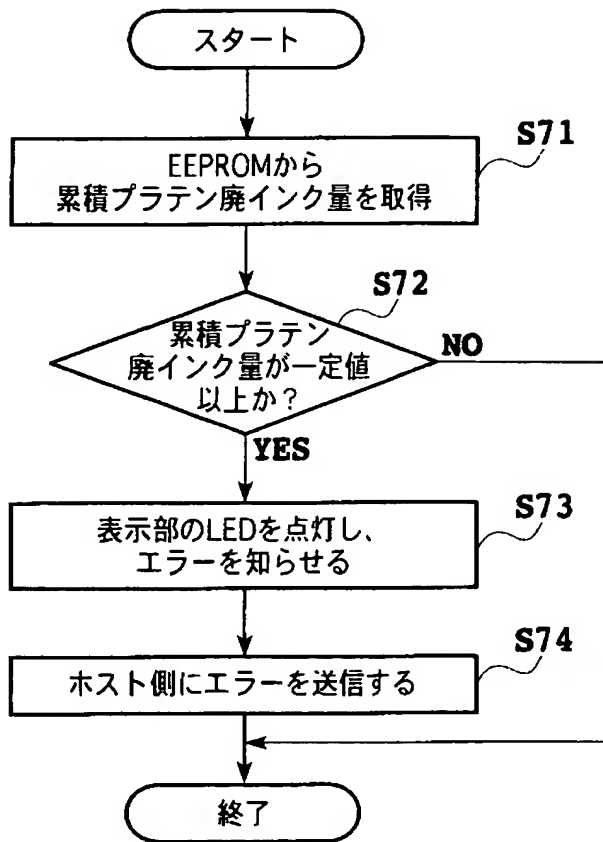 スタート
S71
EEPROMから
累積プラテン廃インク量を取得
S72
累積プラテン
廃インク量が一定値
以上か?
NO
YES
S73
表示部のLEDを点灯し、
エラーを知らせる
S74
ホスト側にエラーを送信する
終了